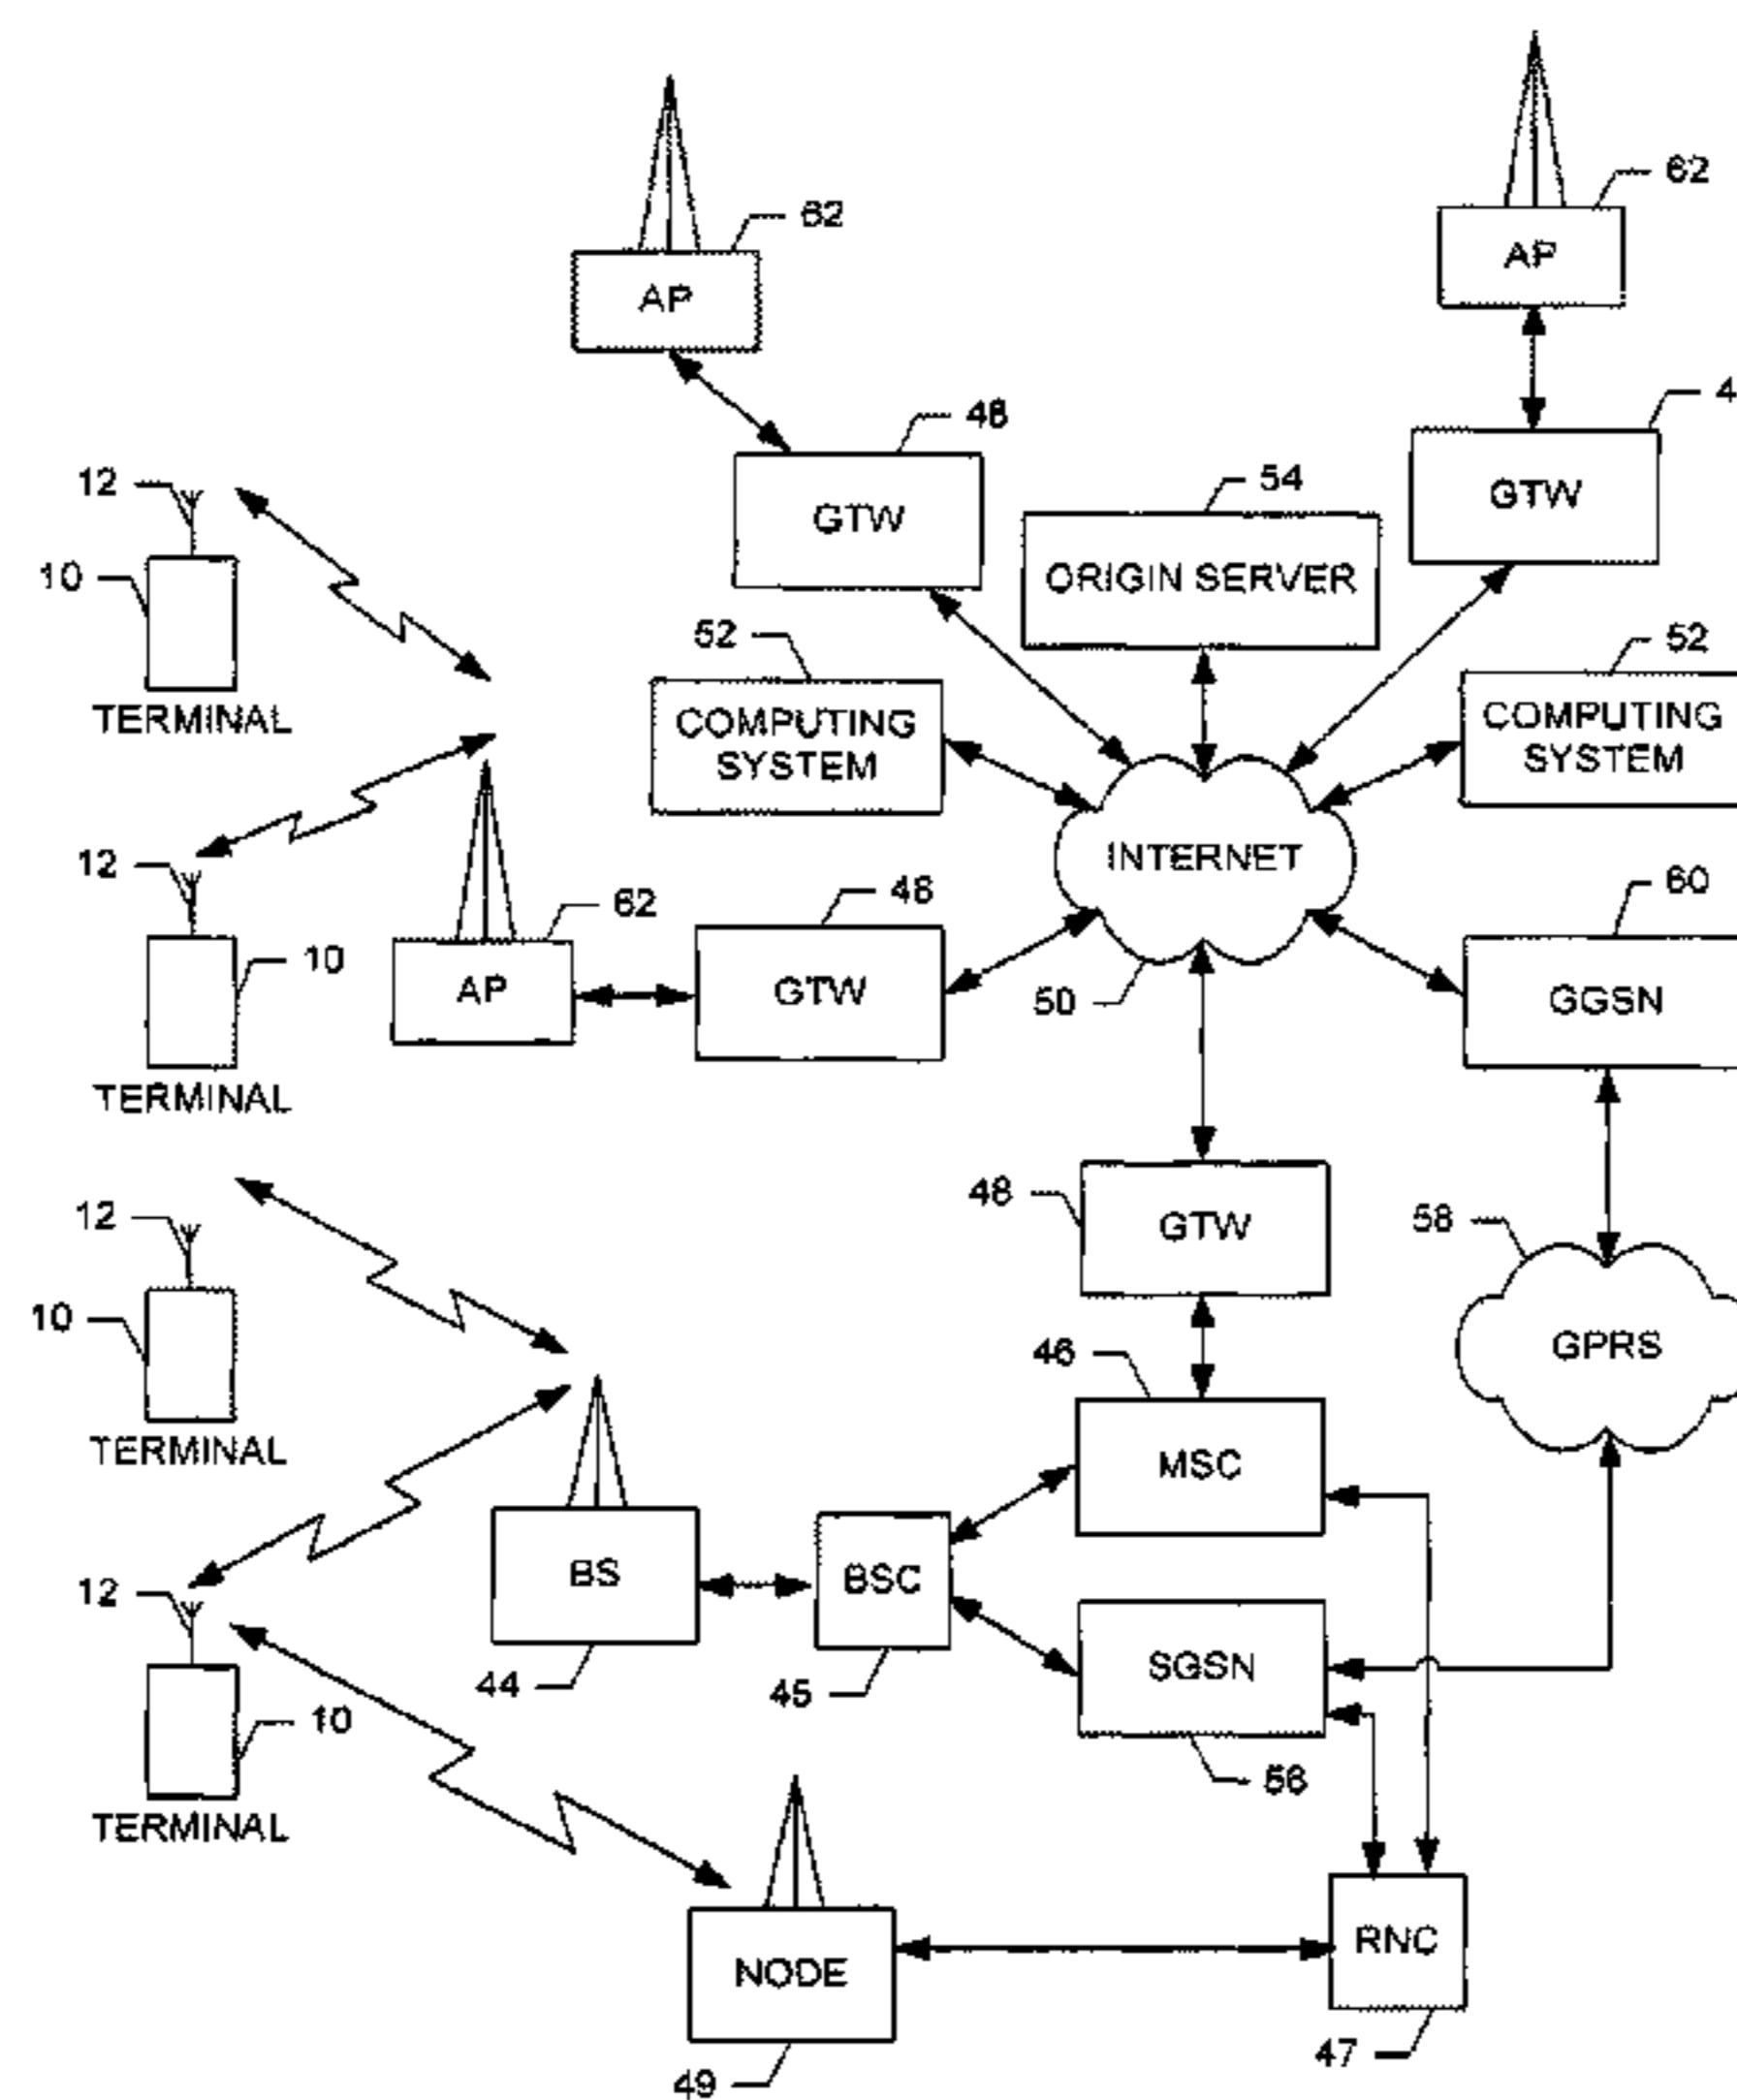 62
AP
62
AP
48
GTW
4
GTW
54
ORIGIN SERVER
12
10
TERMINAL
52
COMPUTING
SYSTEM
52
COMPUTING
SYSTEM
INTERNET
50
12
10
TERMINAL
62
AP
48
GTW
60
GGSN
48
GTW
58
GPRS
12
10
TERMINAL
46
MSC
BS
44
BSC
45
SGSN
56
12
10
TERMINAL
NODE
49
RNC
47